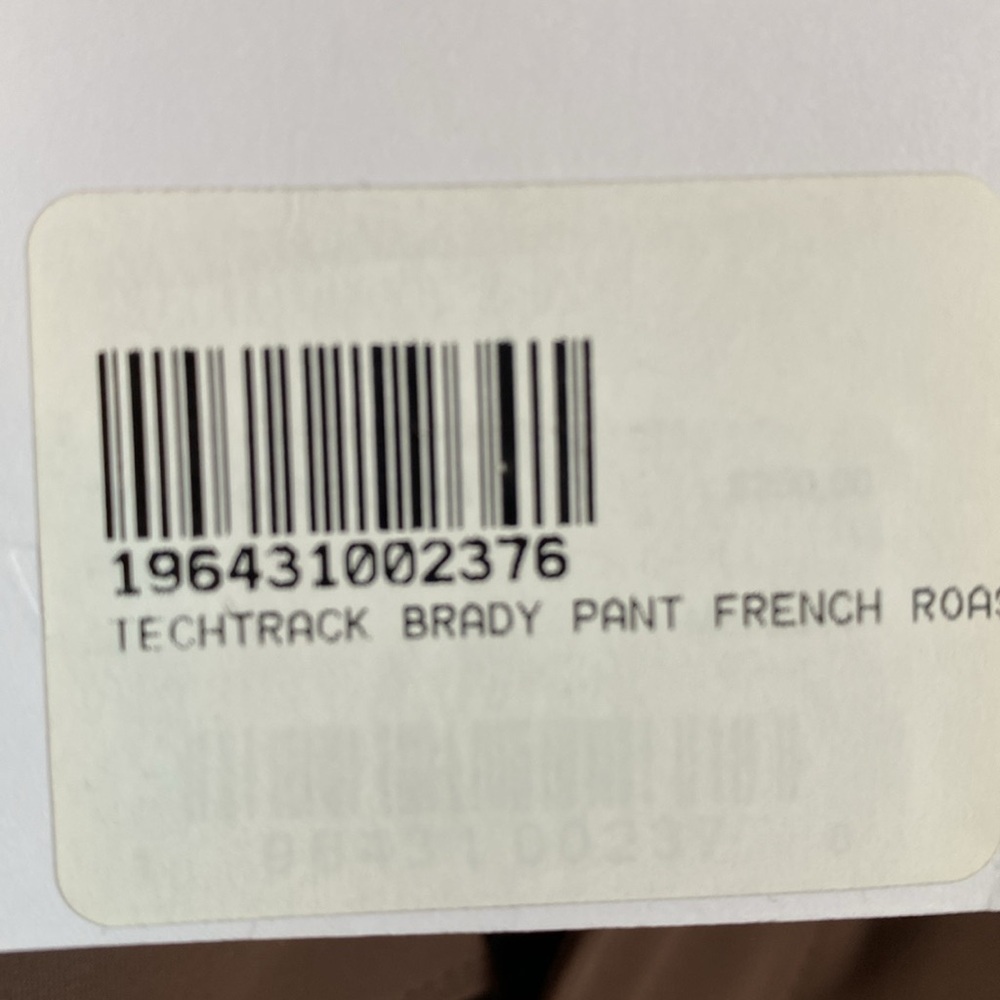 196431002376
TECHTRACK BRADY PANT FRENCH